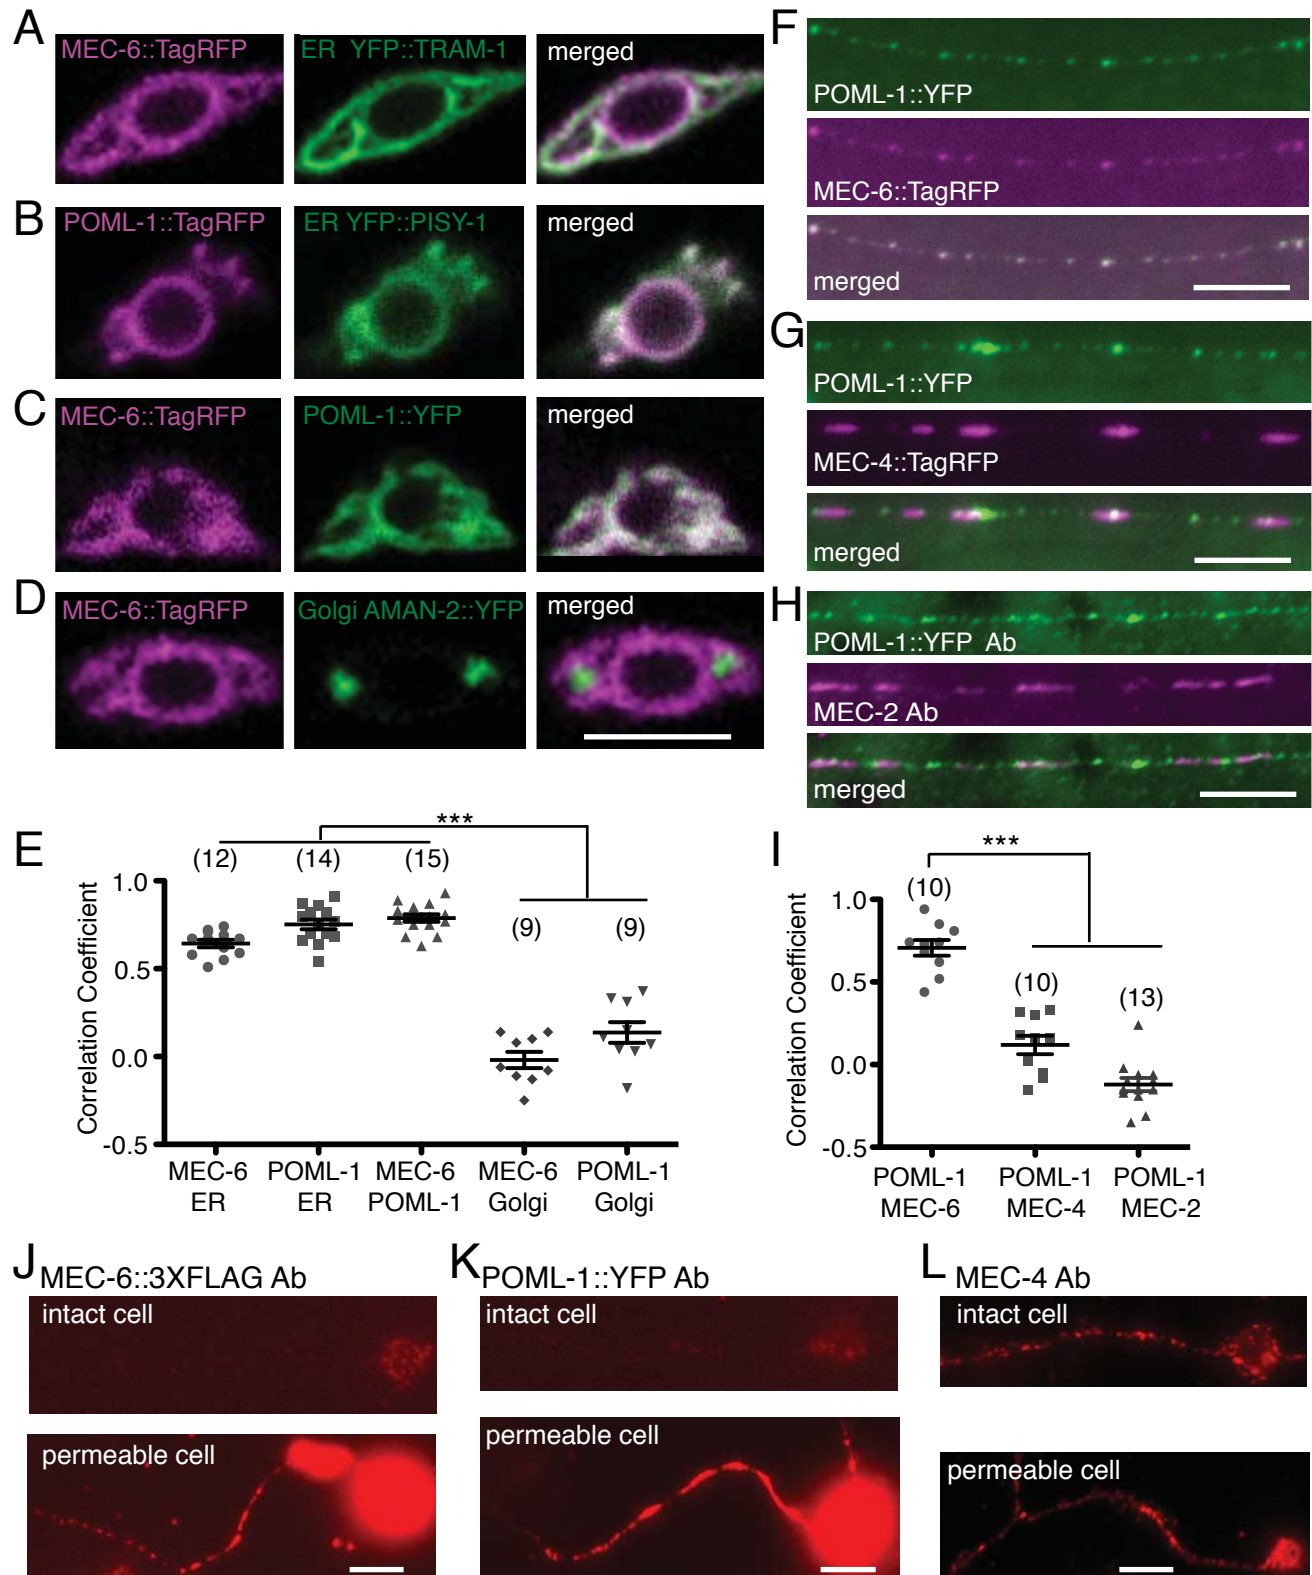 A
MEC-6::TagRFP
ER YFP::TRAM-1
merged
B
POML-1::TagRFP
ER YFP::PISY-1
merged
C
MEC-6::TagRFP
POML-1::YFP
merged
D
MEC-6::TagRFP
Golgi AMAN-2::YFP
merged
F
POML-1::YFP
MEC-6::TagRFP
merged
G
POML-1::YFP
MEC-4::TagRFP
merged
H
POML-1::YFP Ab
MEC-2 Ab
merged
E
***
(12) (14) (15) (9) (9)
Correlation Coefficient
1.0
0.5
0.0
-0.5
MEC-6 POML-1 MEC-6 MEC-6 POML-1
ER ER POML-1 Golgi Golgi
I
***
(10) (10) (13)
Correlation Coefficient
1.0
0.5
0.0
-0.5
POML-1 POML-1 POML-1
MEC-6 MEC-4 MEC-2
J MEC-6::3XFLAG Ab
intact cell
permeable cell
K POML-1::YFP Ab
intact cell
permeable cell
L MEC-4 Ab
intact cell
permeable cell